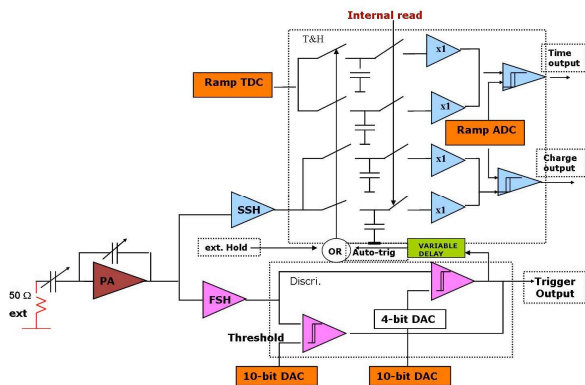 Internal read
T&H
Time
output
x1
Ramp TDC
x1
Ramp ADC
x1
Charge
output
SSH
x1
ext. Hold
OR
Auto-trig
VARIABLE
DELAY
PA
50 Ω
ext
FSH
Discri.
Trigger
Output
4-bit DAC
Threshold
10-bit DAC
10-bit DAC